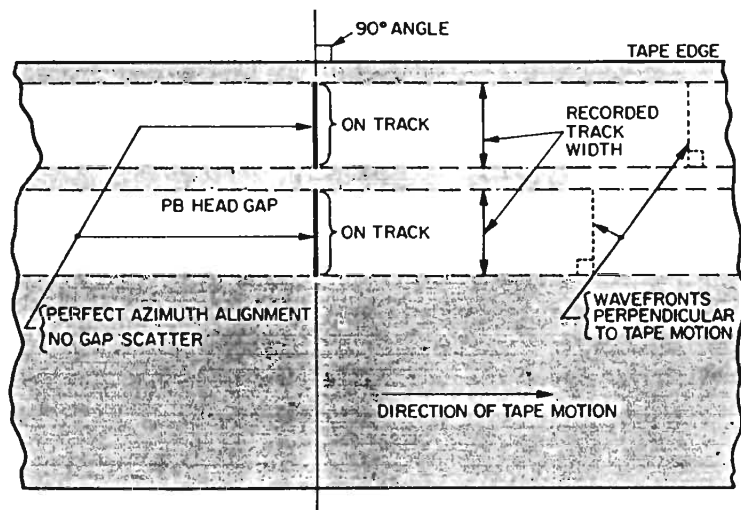 90° ANGLE
TAPE EDGE
ON TRACK
RECORDED
TRACK
WIDTH
PB HEAD GAP
ON TRACK
PERFECT AZIMUTH ALIGNMENT
NO GAP SCATTER
WAVEFRONTS
PERPENDICULAR
TO TAPE MOTION
DIRECTION OF TAPE MOTION